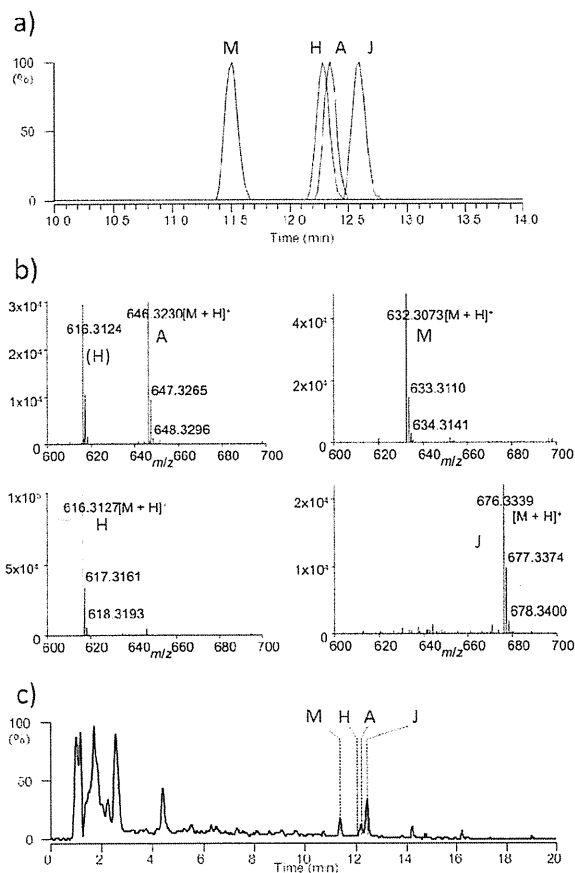 a)
M H A J
100
(%)
50
0
10.0 10.5 11.0 11.5 12.0 12.5 13.0 13.5 14.0
Time (min)
b)
3x10⁴
2x10⁴
1x10⁴
0
616.3124
(H)
646.3230[M + H]⁺
A
647.3265
648.3296
600 620 640 660 680 700
m/z
4x10⁴
2x10⁴
0
632.3073[M + H]⁺
M
633.3110
634.3141
600 620 640 660 680 700
m/z
1x10⁵
5x10⁴
0
616.3127[M + H]⁺
H
617.3161
618.3193
600 620 640 660 680 700
m/z
2x10⁴
1x10⁴
0
676.3339
[M + H]⁺
J
677.3374
678.3400
600 620 640 660 680 700
m/z
c)
M H A J
100
(%)
50
0
0 2 4 6 8 10 12 14 16 18 20
Time (min)